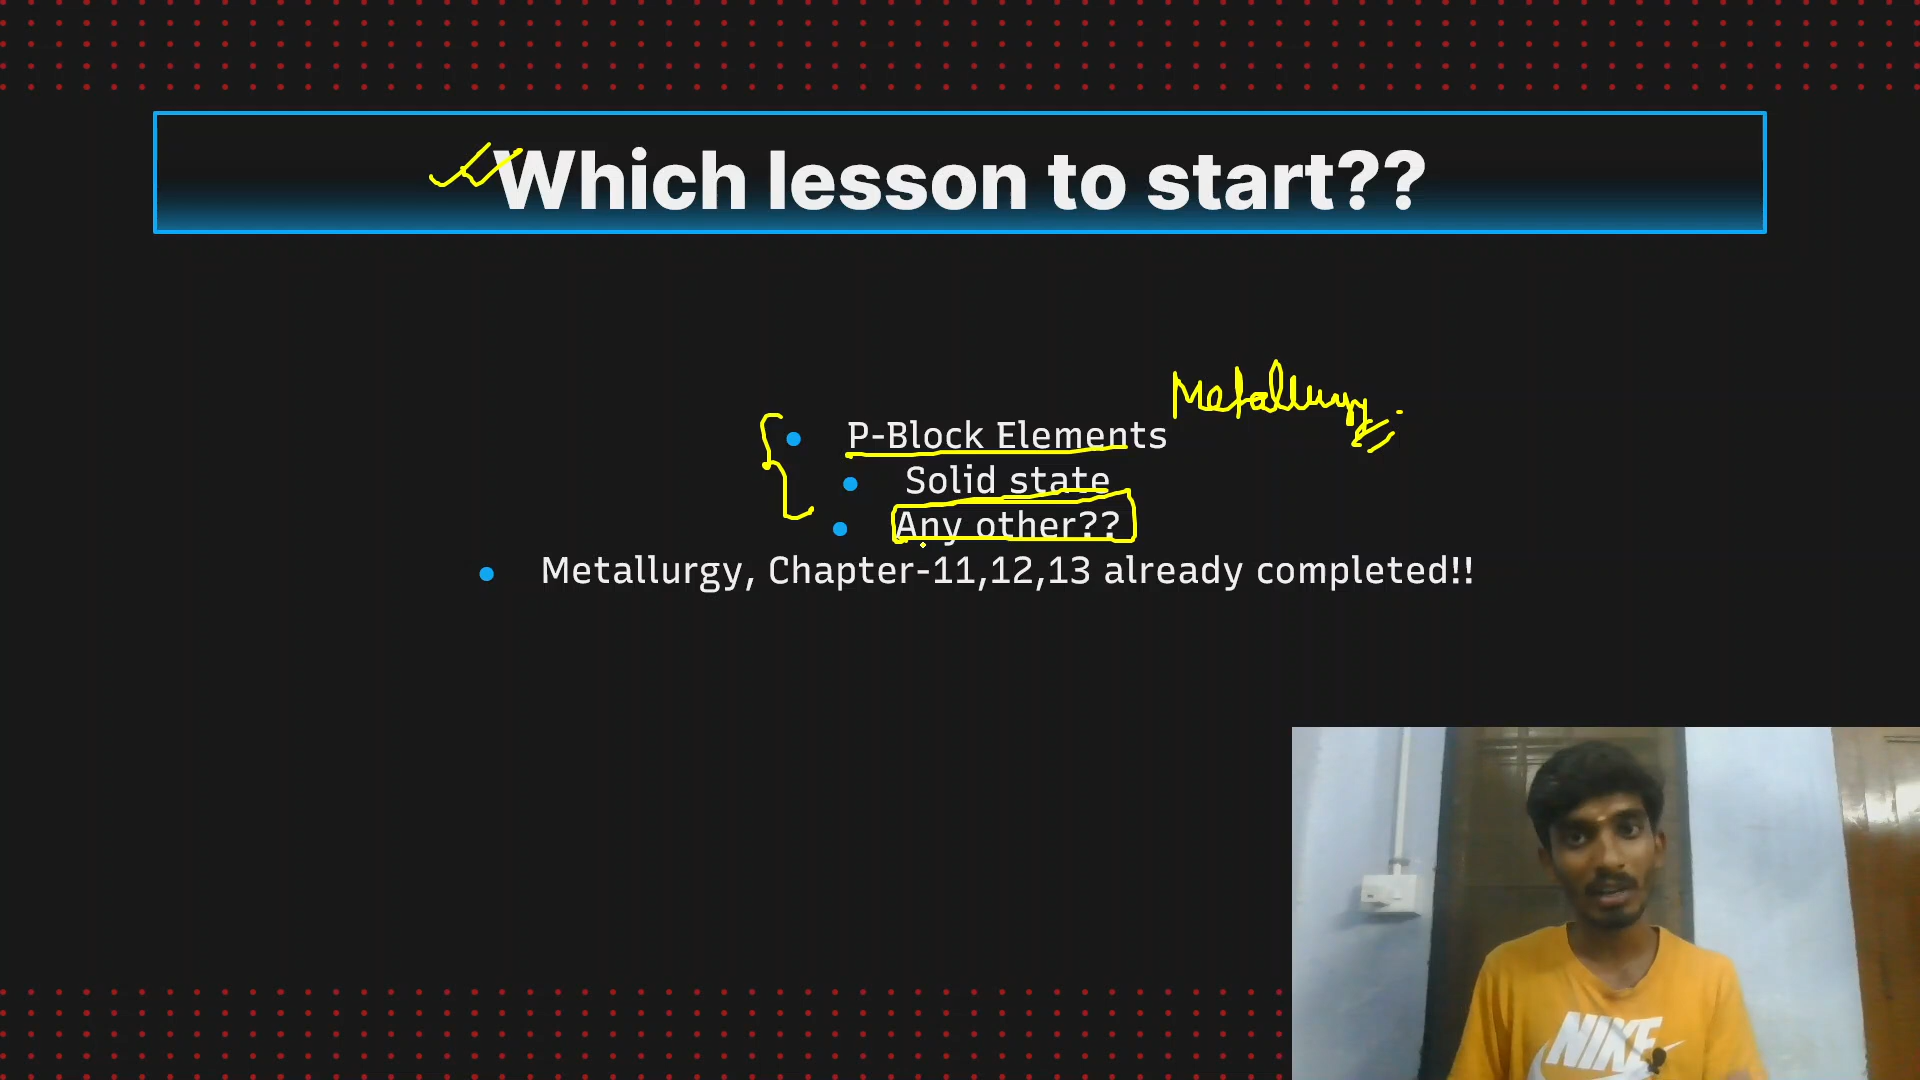 Which lesson to start??
Metallurgy.
P-Block Elements
Solid state
Any other??
Metallurgy, Chapter-11,12,13 already completed!!
NIKE